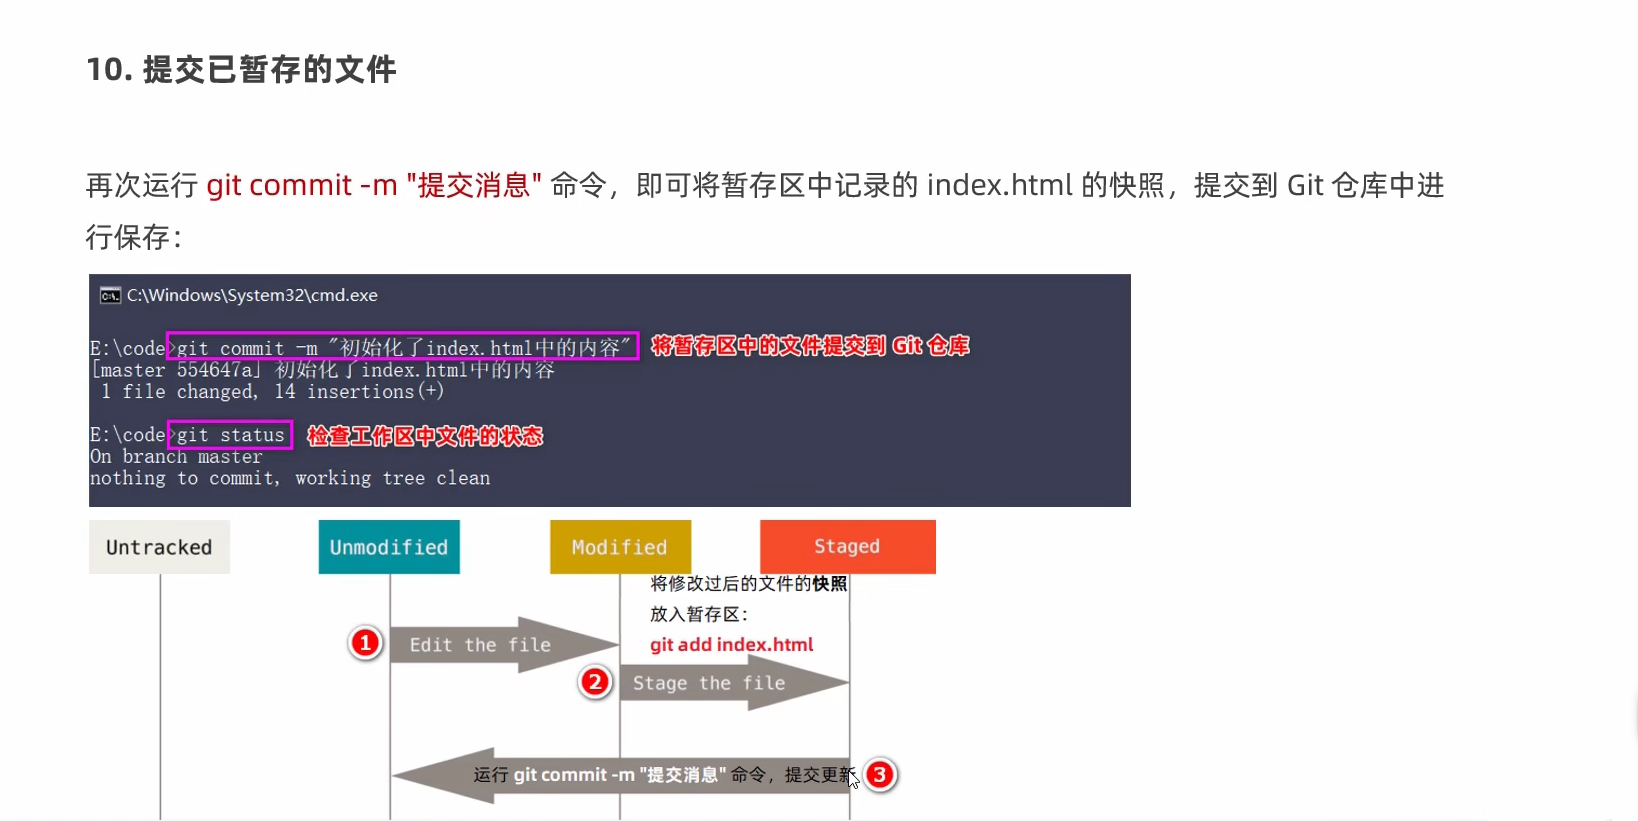 10. 提交已暂存的文件
再次运行 git commit -m "提交消息" 命令，即可将暂存区中记录的 index.html 的快照，提交到 Git 仓库中进
行保存：
C:\Windows\System32\cmd.exe
E:\code>git commit -m "初始化了index.html中的内容" 将暂存区中的文件提交到 Git 仓库
[master 554647a] 初始化了index.html中的内容
1 file changed, 14 insertions(+)
E:\code>git status 检查工作区中文件的状态
On branch master
nothing to commit, working tree clean
Untracked Unmodified Modified Staged
将修改过后的文件的快照
放入暂存区：
git add index.html
1 Edit the file
2 Stage the file
运行 git commit -m "提交消息" 命令，提交更新 3